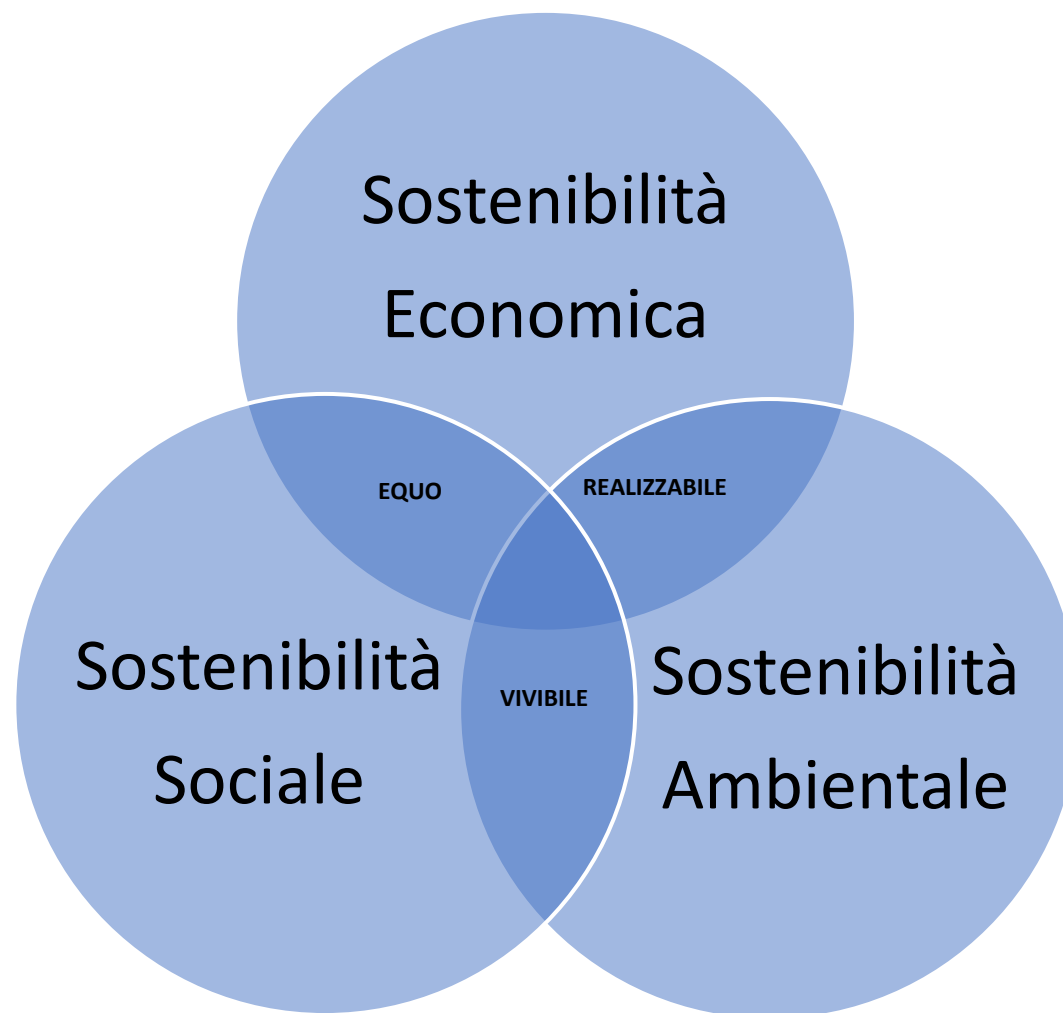 Sostenibilità
Economica
EQUO
REALIZZABILE
Sostenibilità
Sociale
VIVIBILE
Sostenibilità
Ambientale